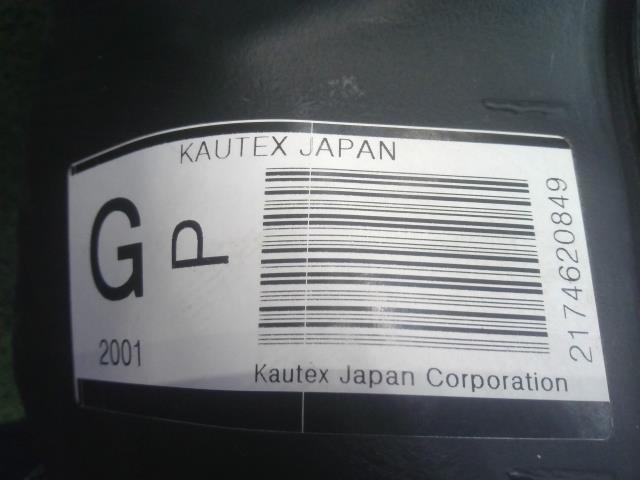 KAUTEX JAPAN
G
P
2001
2174620849
Kautex Japan Corporation